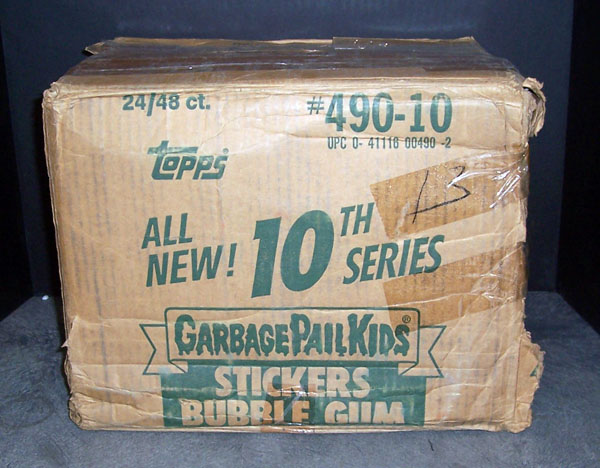 24/48 ct.
#490-10
UPC 0- 41116 00490 -2
TOPPS
L3
ALL NEW! 10TH SERIES
GARBAGE PAIL KIDS®
STICKERS
BUBBLE GUM